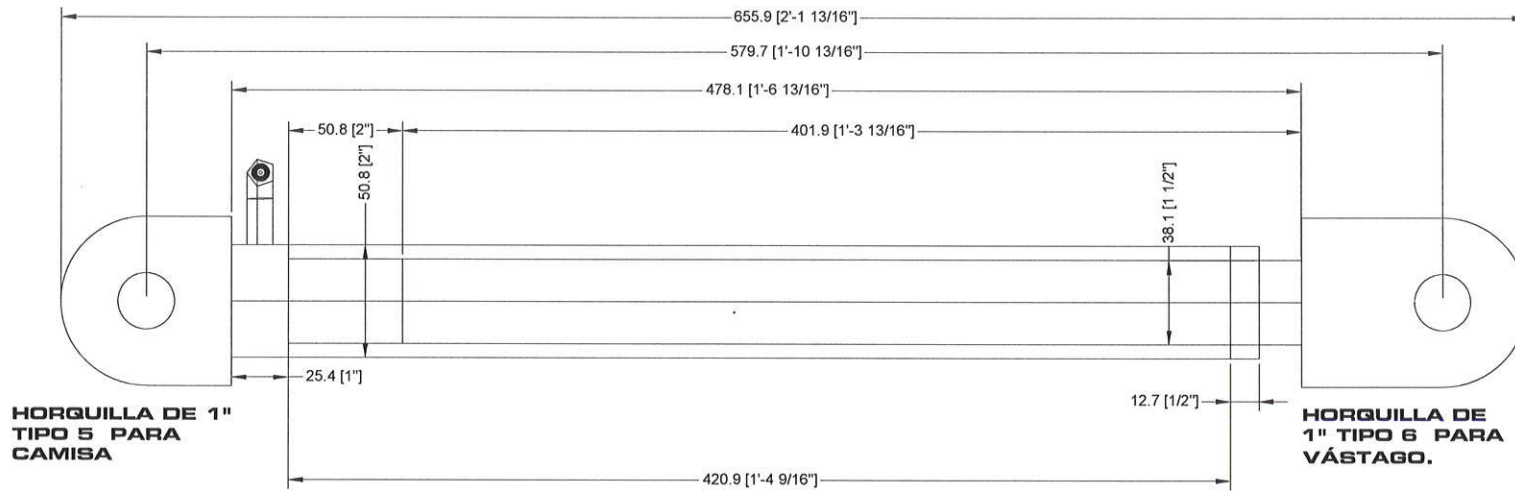 655.9 [2'-1 13/16"]
579.7 [1'-10 13/16"]
478.1 [1'-6 13/16"]
50.8 [2"]
401.9 [1'-3 13/16"]
50.8 [2"]
38.1 [1 1/2"]
25.4 [1"]
12.7 [1/2"]
HORQUILLA DE 1"
TIPO 5 PARA
CAMISA
HORQUILLA DE
1" TIPO 6 PARA
VÁSTAGO.
420.9 [1'-4 9/16"]